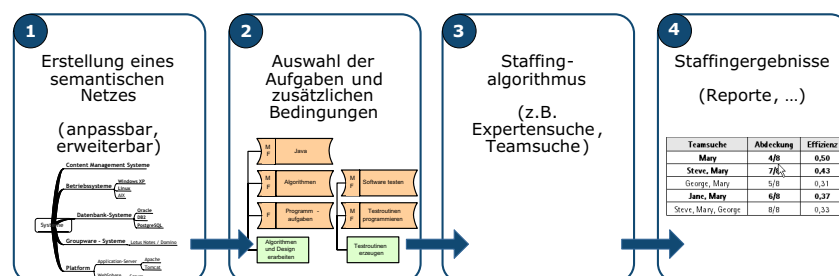 1
Erstellung eines
semantischen
Netzes
(anpassbar,
erweiterbar)
Content Management Systeme
Betriebssysteme
Windows XP
Linux
AIX
Datenbank-Systeme
Oracle
DB2
PostgreSQL
Systeme
Groupware - Systeme
Lotus Notes / Domino
Platform
Application-Server
Apache
Tomcat
WebSphere
2
Auswahl der
Aufgaben und
zusätzlichen
Bedingungen
M
F
Java
M
F
Algorithmen
M
F
Software testen
F
Programm -
aufgaben
M
F
Testroutinen
programmieren
Algorithmen
und Design
erarbeiten
Testroutinen
erzeugen
3
Staffing-
algorithmus
(z.B.
Expertensuche,
Teamsuche)
4
Staffingergebnisse
(Reporte, …)
Teamsuche Abdeckung Effizienz
Mary 4/8 0,50
Steve, Mary 7/8 0,43
George, Mary 5/8 0,31
Jane, Mary 6/8 0,37
Steve, Mary, George 8/8 0,33